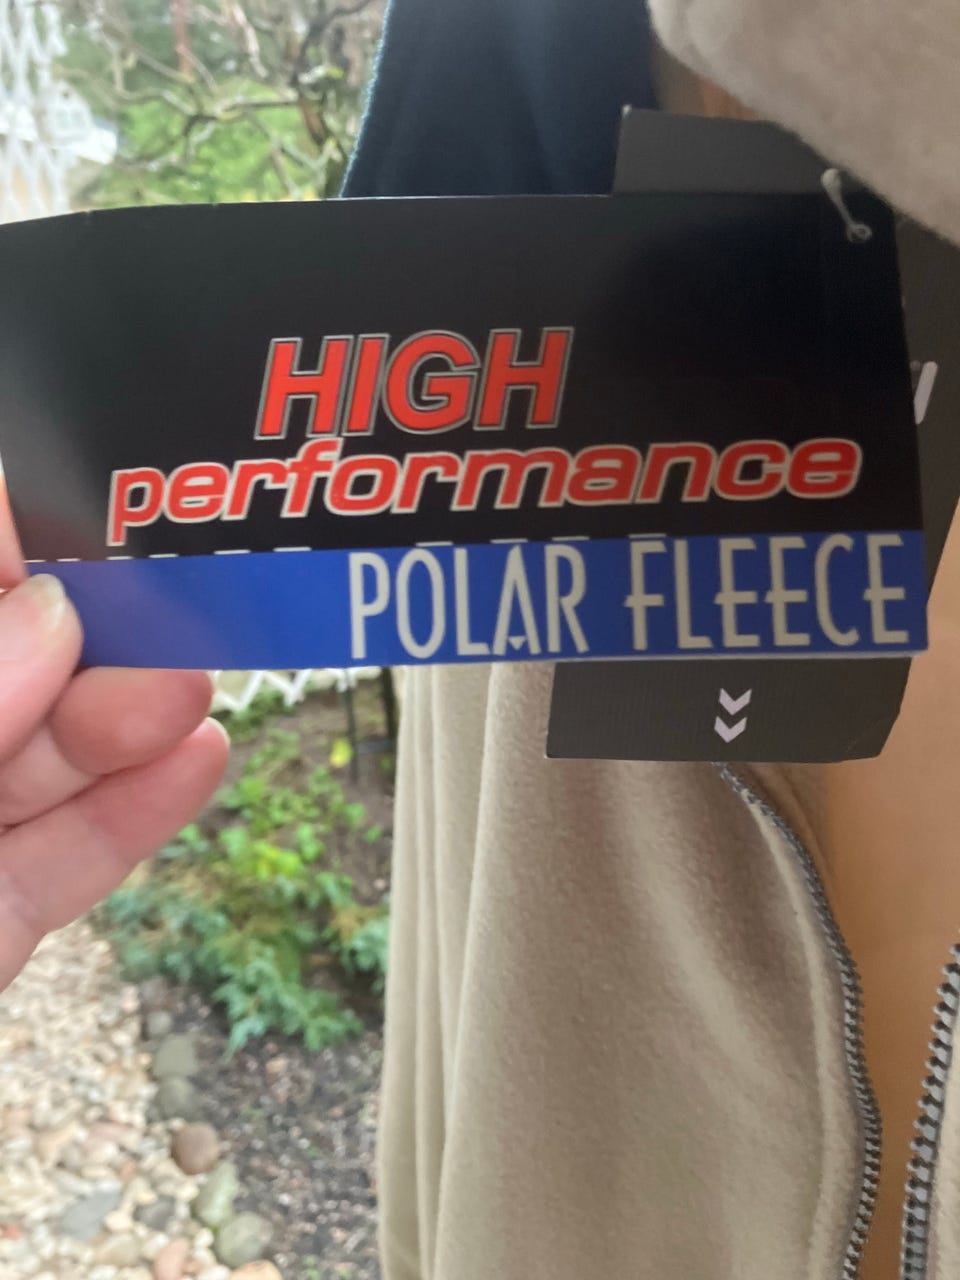 HIGH
performance
POLAR FLEECE